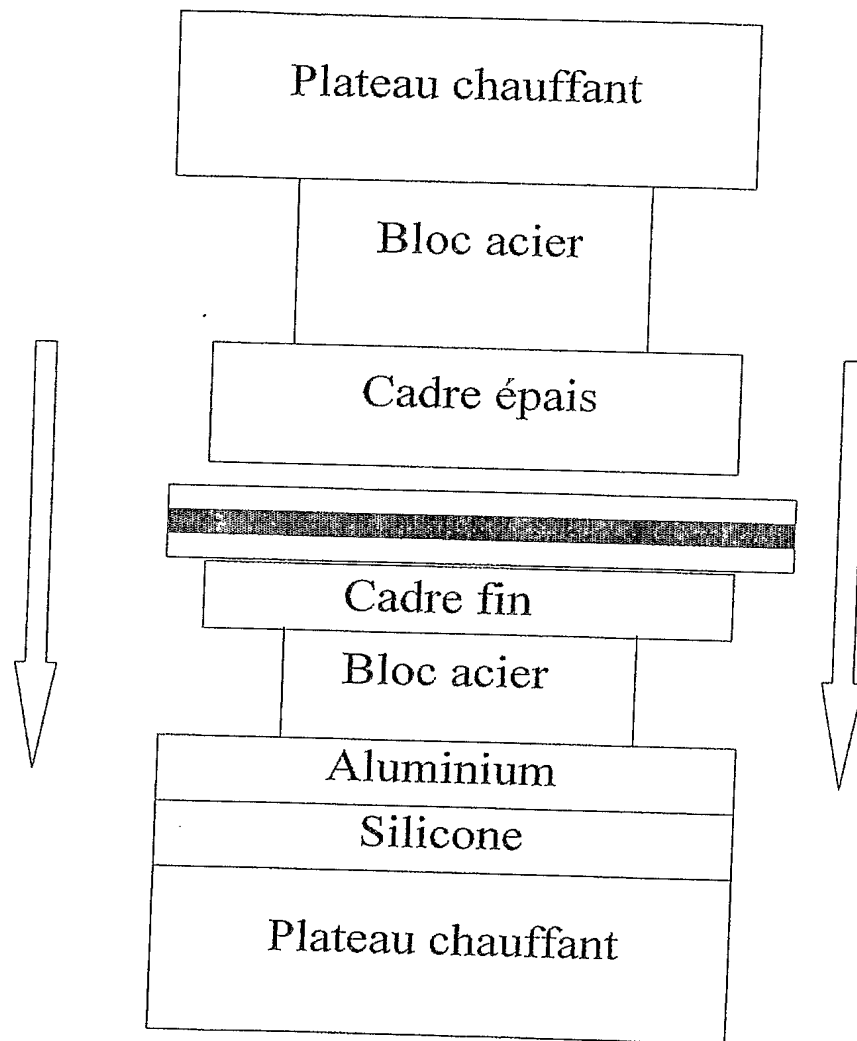 Plateau chauffant
Bloc acier
Cadre épais
Cadre fin
Bloc acier
Aluminium
Silicone
Plateau chauffant